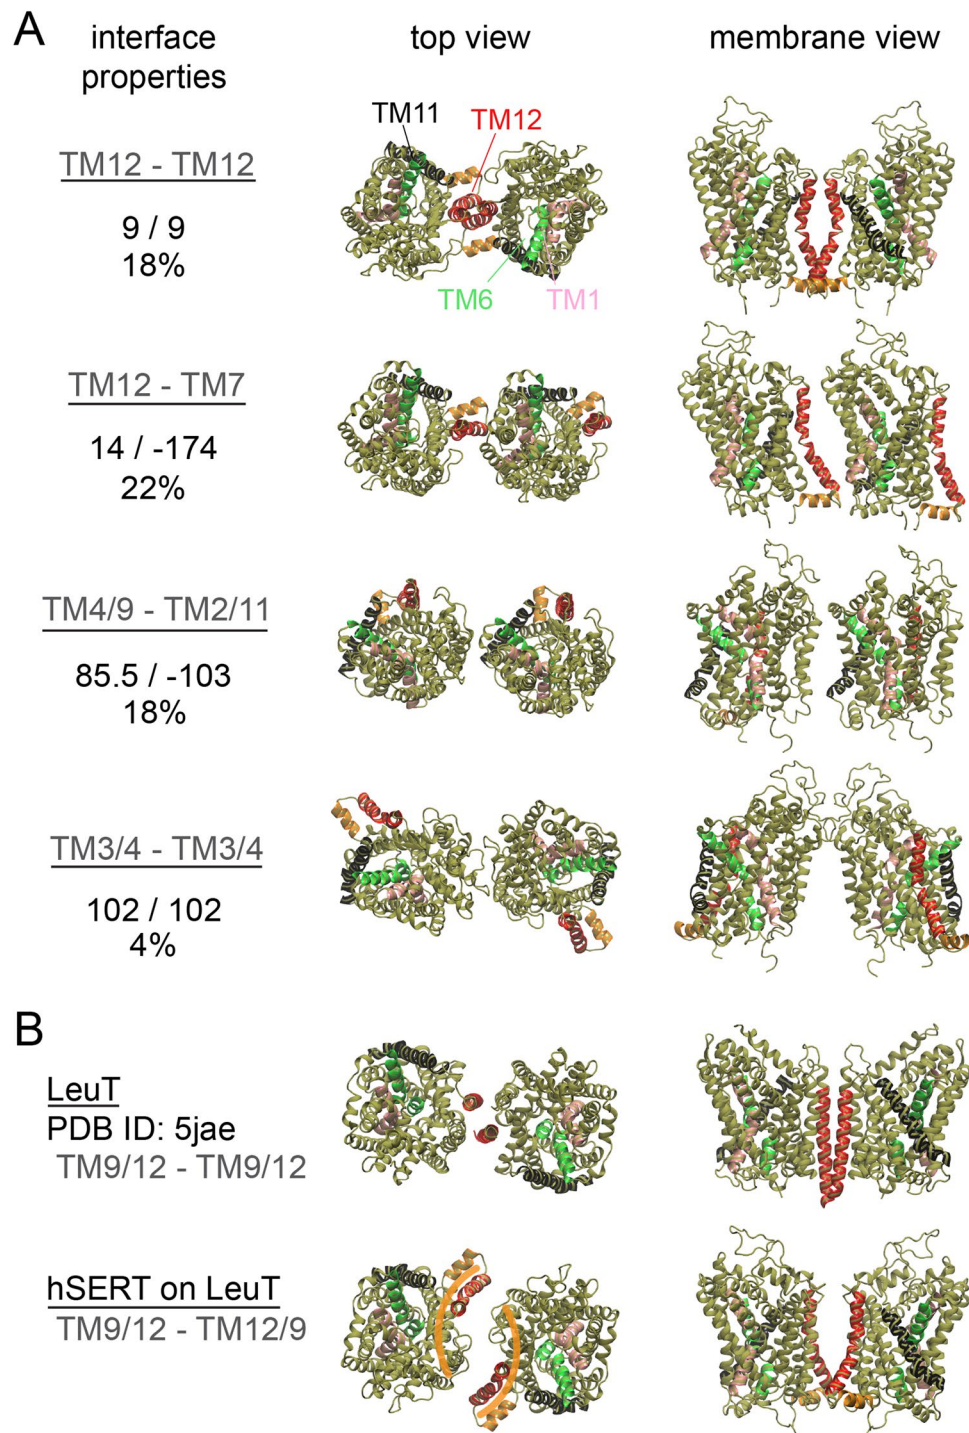 A
interface
properties
top view
membrane view
TM11
TM12
TM12 - TM12
9 / 9
18%
TM6
TM1
TM12 - TM7
14 / -174
22%
TM4/9 - TM2/11
85.5 / -103
18%
TM3/4 - TM3/4
102 / 102
4%
B
LeuT
PDB ID: 5jae
TM9/12 - TM9/12
hSERT on LeuT
TM9/12 - TM12/9